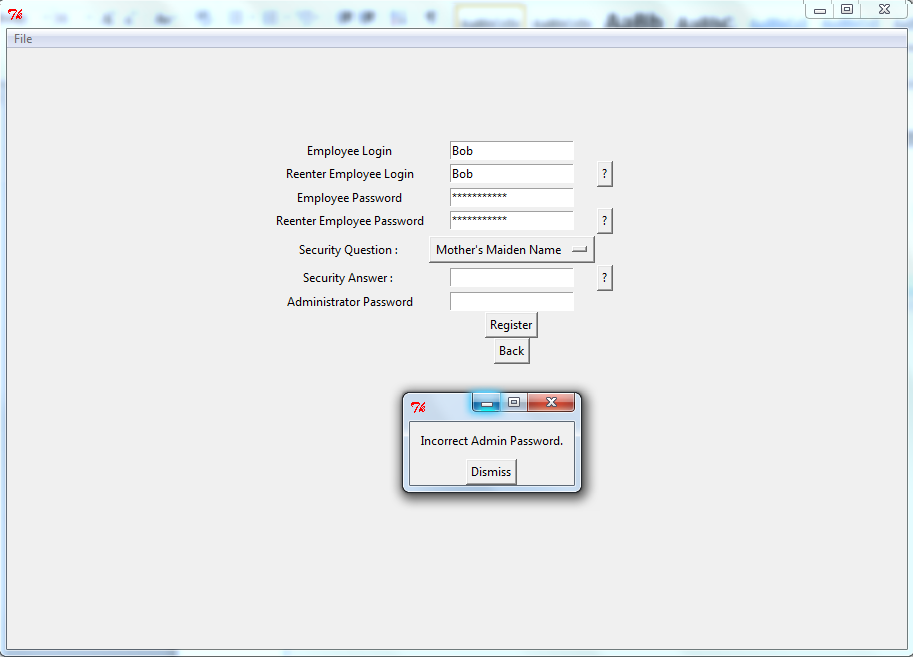 File
Employee Login Bob
Reenter Employee Login Bob ?
Employee Password ***********
Reenter Employee Password *********** ?
Security Question : Mother's Maiden Name
Security Answer : ?
Administrator Password
Register
Back
Incorrect Admin Password.
Dismiss